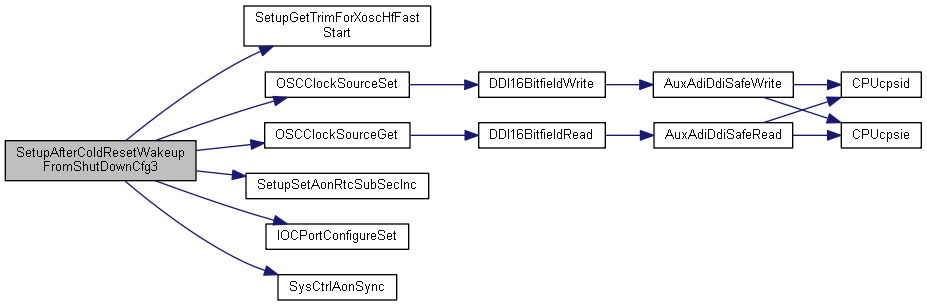 SetupGetTrimForXoscHfFast
Start
OSCClockSourceSet
DDI16BitfieldWrite
AuxAdiDdiSafeWrite
CPUcpsid
OSCClockSourceGet
DDI16BitfieldRead
AuxAdiDdiSafeRead
CPUcpsie
SetupAfterColdResetWakeup
FromShutDownCfg3
SetupSetAonRtcSubSecInc
IOCPortConfigureSet
SysCtrlAonSync